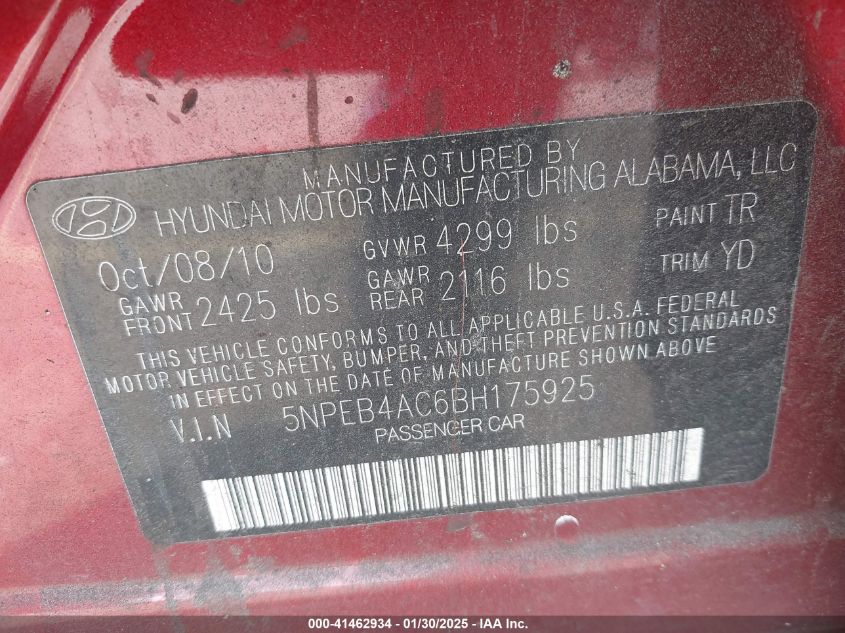 MANUFACTURED BY
HYUNDAI MOTOR MANUFACTURING ALABAMA, LLC
Oct/08/10 GVWR 4299 lbs PAINT TR
GAWR FRONT 2425 lbs GAWR REAR 2116 lbs TRIM YD
THIS VEHICLE CONFORMS TO ALL APPLICABLE U.S.A. FEDERAL
MOTOR VEHICLE SAFETY, BUMPER, AND THEFT PREVENTION STANDARDS
IN EFFECT ON THE DATE OF MANUFACTURE SHOWN ABOVE
V.I.N 5NPEB4AC6BH175925
PASSENGER CAR
000-41462934 - 01/30/2025 - IAA Inc.